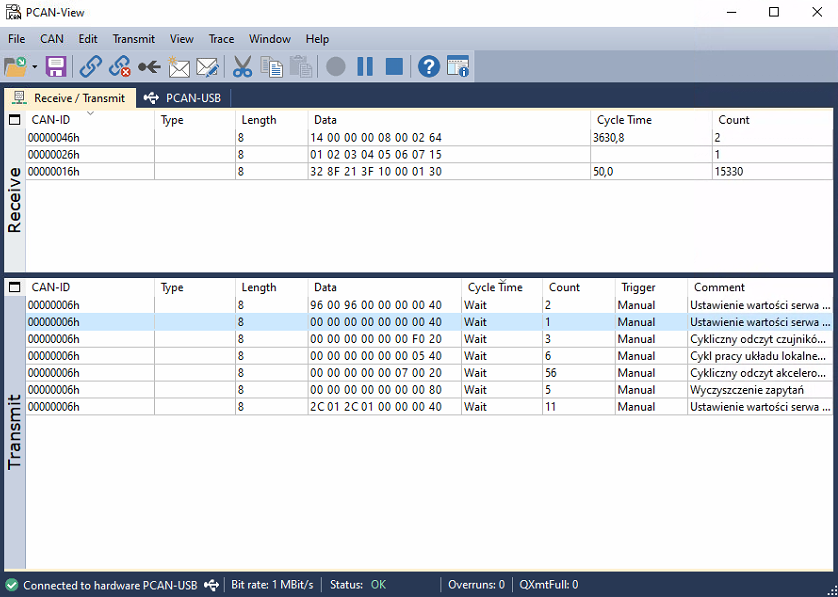 PCAN-View
File CAN Edit Transmit View Trace Window Help
Receive / Transmit PCAN-USB
CAN-ID Type Length Data Cycle Time Count
00000046h 8 14 00 00 00 08 00 02 64 3630,8 2
00000026h 8 01 02 03 04 05 06 07 15 1
00000016h 8 32 8F 21 3F 10 00 01 30 50,0 15330
Receive
CAN-ID Type Length Data Cycle Time Count Trigger Comment
00000006h 8 96 00 96 00 00 00 00 40 Wait 2 Manual Ustawienie wartości serwa ...
00000006h 8 00 00 00 00 00 00 00 40 Wait 1 Manual Ustawienie wartości serwa ...
00000006h 8 00 00 00 00 00 00 F0 20 Wait 3 Manual Cykliczny odczyt czujnikó...
00000006h 8 00 00 00 00 00 00 05 40 Wait 6 Manual Cykl pracy układu lokalne...
00000006h 8 00 00 00 00 00 07 00 20 Wait 56 Manual Cykliczny odczyt akcelero...
00000006h 8 00 00 00 00 00 00 00 80 Wait 5 Manual Wyczyszczenie zapytań
00000006h 8 2C 01 2C 01 00 00 00 40 Wait 11 Manual Ustawienie wartości serwa ...
Transmit
Connected to hardware PCAN-USB Bit rate: 1 MBit/s Status: OK Overruns: 0 QXmtFull: 0